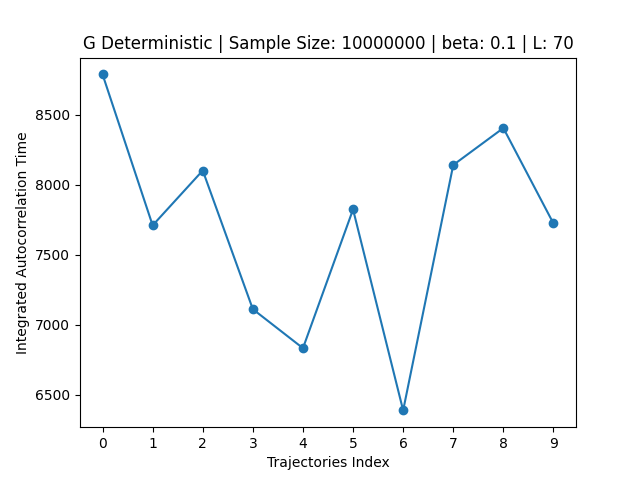 G Deterministic | Sample Size: 10000000 | beta: 0.1 | L: 70
Integrated Autocorrelation Time
8500
8000
7500
7000
6500
0 1 2 3 4 5 6 7 8 9
Trajectories Index